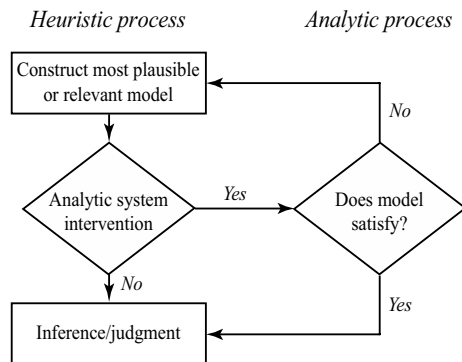 Heuristic process
Analytic process
Construct most plausible
or relevant model
No
Analytic system
intervention
Yes
Does model
satisfy?
No
Yes
Inference/judgment